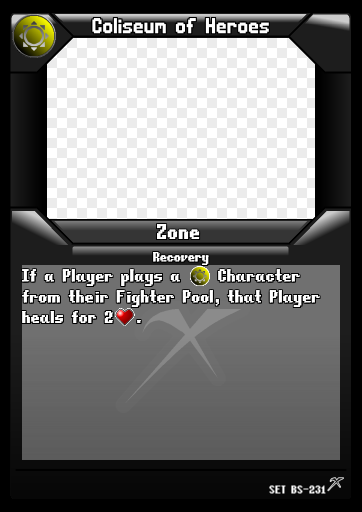 Coliseum of Heroes
Zone
Recovery
If a Player plays a Character
from their Fighter Pool, that Player
heals for 2.
SET BS-231